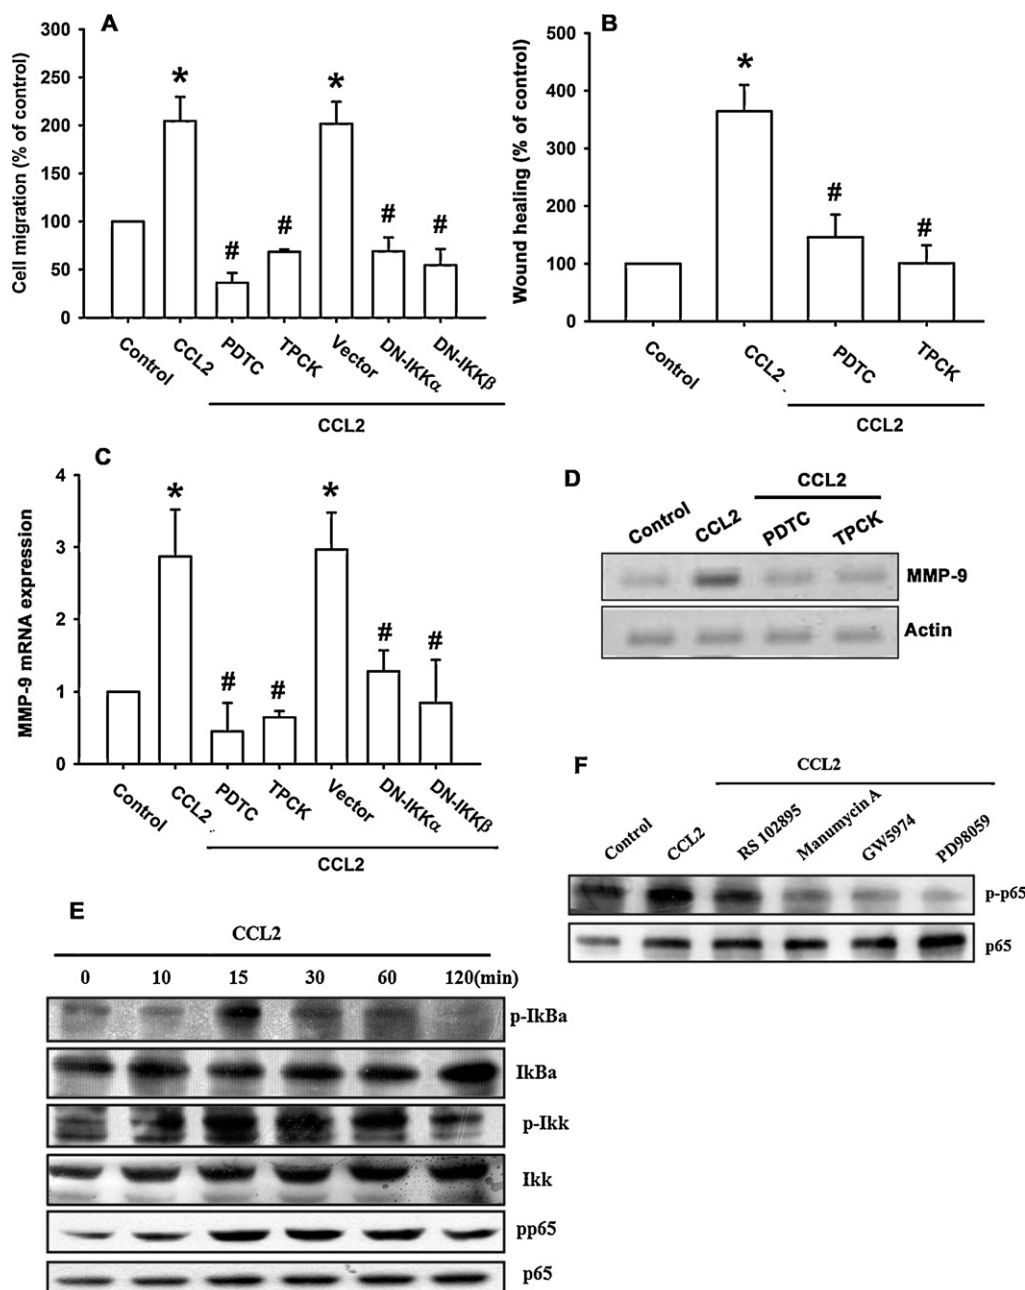 A
Cell migration (% of control)
300
250
200
150
100
50
0
* # # * # #
Control CCL2 PDTC TPCK Vector DN-IKKα DN-IKKβ
CCL2
B
Wound healing (% of control)
500
400
300
200
100
0
* # #
Control CCL2 PDTC TPCK
CCL2
C
MMP-9 mRNA expression
4
3
2
1
0
* # # * # #
Control CCL2 PDTC TPCK Vector DN-IKKα DN-IKKβ
CCL2
D
CCL2
Control CCL2 PDTC TPCK
MMP-9
Actin
E
CCL2
0 10 15 30 60 120(min)
p-IkBa
IkBa
p-Ikk
Ikk
pp65
p65
F
CCL2
Control CCL2 RS 102895 Manumycin A GW5974 PD98059
p-p65
p65